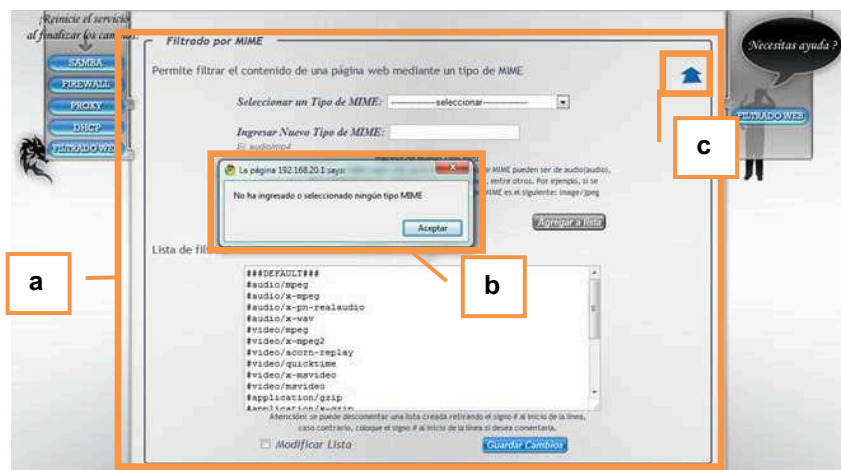 ¡Reinicie el servicio
al finalizar los cambios!
SAMBA
FIREWALL
PROXY
DHCP
FILTRADO WEB
Filtrado por MIME
Permite filtrar el contenido de una página web mediante un tipo de MIME
Seleccionar un Tipo de MIME: ----------seleccionar----------
Ingresar Nuevo Tipo de MIME:
Ej. audio/mp4
MIME pueden ser de audio(audio),
, entre otros. Por ejemplo, si se
MIME es el siguiente: image/jpeg
La página 192.168.20.1 says:
No ha ingresado o seleccionado ningún tipo MIME
Aceptar
Agregar a lista
Lista de fil
###DEFAULT###
#audio/mpeg
#audio/x-mpeg
#audio/x-pn-realaudio
#audio/x-wav
#video/mpeg
#video/x-mpeg2
#video/acorn-replay
#video/quicktime
#video/x-msvideo
#video/msvideo
#application/gzip
#application/x-gzip
Atención: se puede descomentar una lista creada retirando el signo # al inicio de la línea,
caso contrario, coloque el signo # al inicio de la línea si desea comentarla.
Modificar Lista
Guardar Cambios
Necesitas ayuda ?
FILTRADO WEB
a
b
c